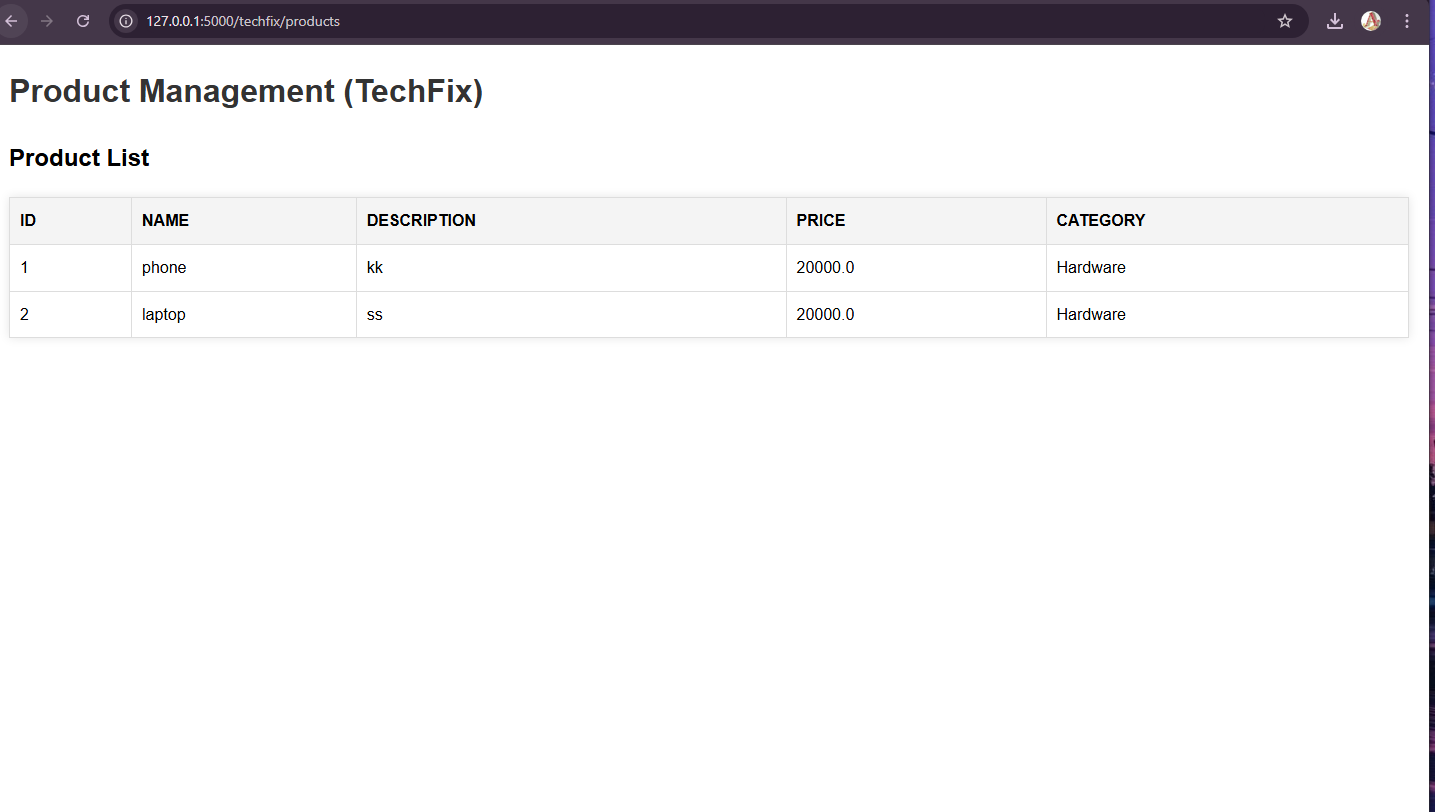 127.0.0.1:5000/techfix/products
Product Management (TechFix)
Product List
ID NAME DESCRIPTION PRICE CATEGORY
1 phone kk 20000.0 Hardware
2 laptop ss 20000.0 Hardware